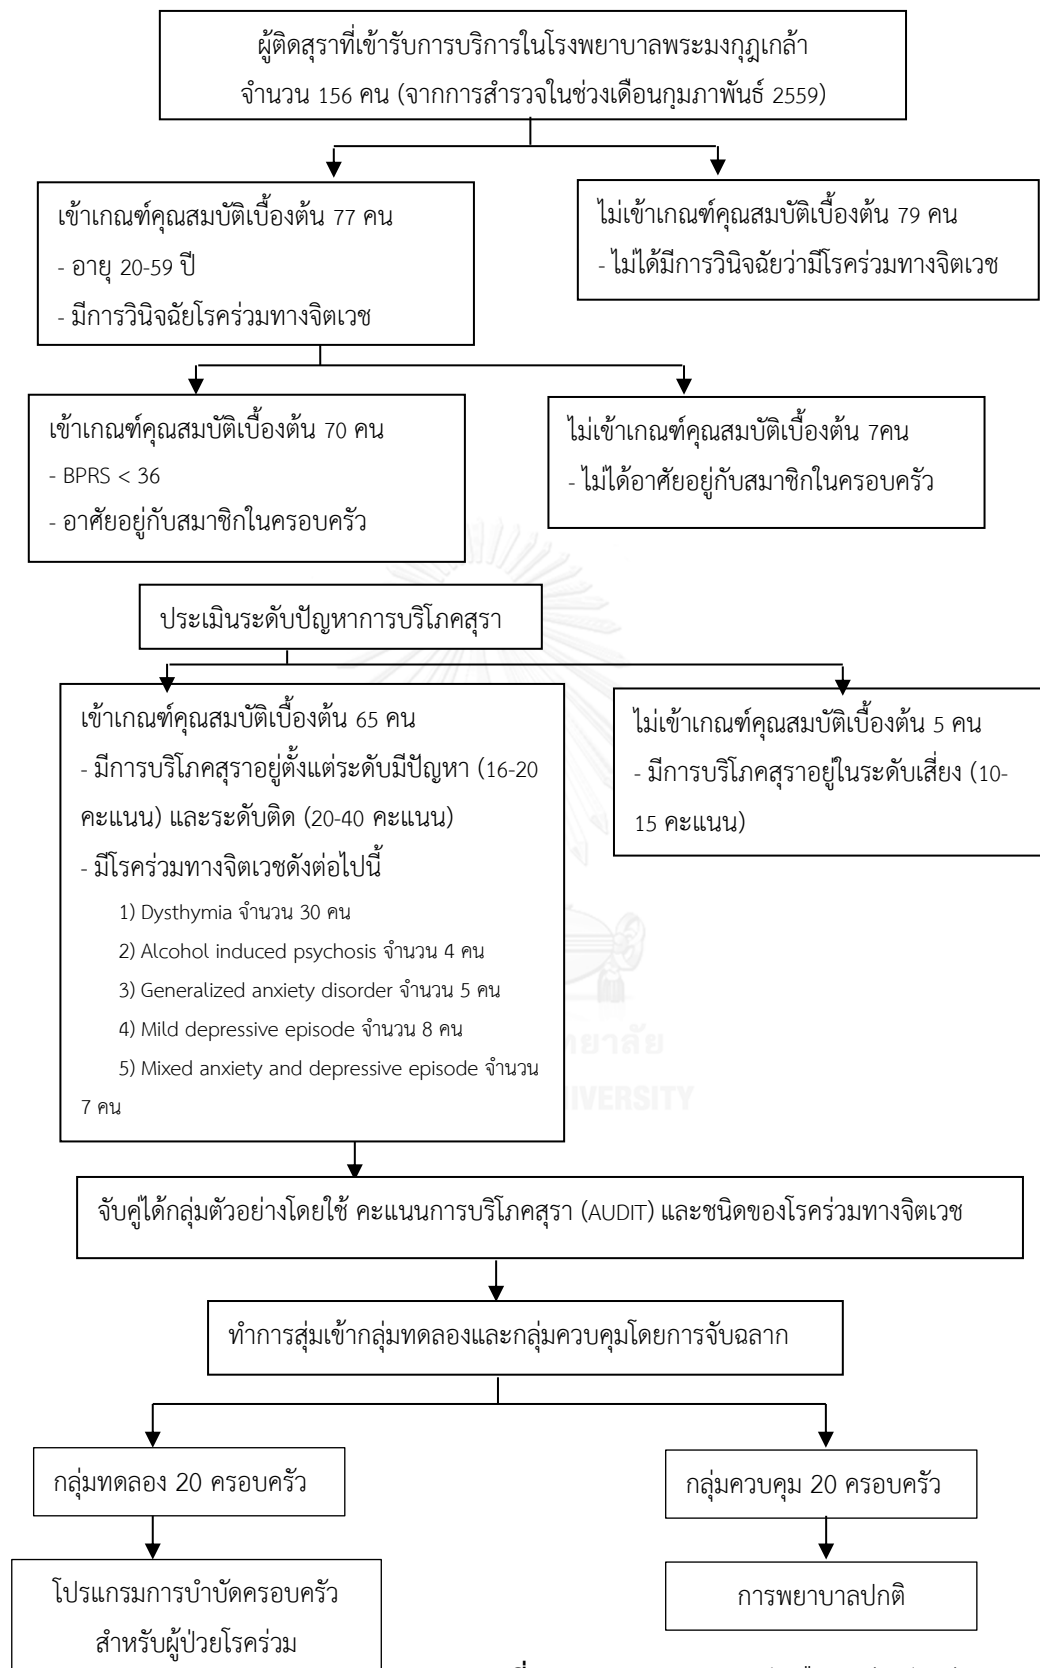 ผู้ติดสุราที่เข้ารับการบริการในโรงพยาบาลพระมงกุฎเกล้า
จำนวน 156 คน (จากการสำรวจในช่วงเดือนกุมภาพันธ์ 2559)
เข้าเกณฑ์คุณสมบัติเบื้องต้น 77 คน
- อายุ 20-59 ปี
- มีการวินิจฉัยโรคร่วมทางจิตเวช
ไม่เข้าเกณฑ์คุณสมบัติเบื้องต้น 79 คน
- ไม่ได้มีการวินิจฉัยว่ามีโรคร่วมทางจิตเวช
เข้าเกณฑ์คุณสมบัติเบื้องต้น 70 คน
- BPRS < 36
- อาศัยอยู่กับสมาชิกในครอบครัว
ไม่เข้าเกณฑ์คุณสมบัติเบื้องต้น 7คน
- ไม่ได้อาศัยอยู่กับสมาชิกในครอบครัว
ประเมินระดับปัญหาการบริโภคสุรา
เข้าเกณฑ์คุณสมบัติเบื้องต้น 65 คน
- มีการบริโภคสุราอยู่ตั้งแต่ระดับมีปัญหา (16-20
คะแนน) และระดับติด (20-40 คะแนน)
- มีโรคร่วมทางจิตเวชดังต่อไปนี้
1) Dysthymia จำนวน 30 คน
2) Alcohol induced psychosis จำนวน 4 คน
3) Generalized anxiety disorder จำนวน 5 คน
4) Mild depressive episode จำนวน 8 คน
5) Mixed anxiety and depressive episode จำนวน
7 คน
ไม่เข้าเกณฑ์คุณสมบัติเบื้องต้น 5 คน
- มีการบริโภคสุราอยู่ในระดับเสี่ยง (10-
15 คะแนน)
จับคู่ได้กลุ่มตัวอย่างโดยใช้ คะแนนการบริโภคสุรา (AUDIT) และชนิดของโรคร่วมทางจิตเวช
ทำการสุ่มเข้ากลุ่มทดลองและกลุ่มควบคุมโดยการจับฉลาก
กลุ่มทดลอง 20 ครอบครัว
กลุ่มควบคุม 20 ครอบครัว
โปรแกรมการบำบัดครอบครัว
สำหรับผู้ป่วยโรคร่วม
การพยาบาลปกติ